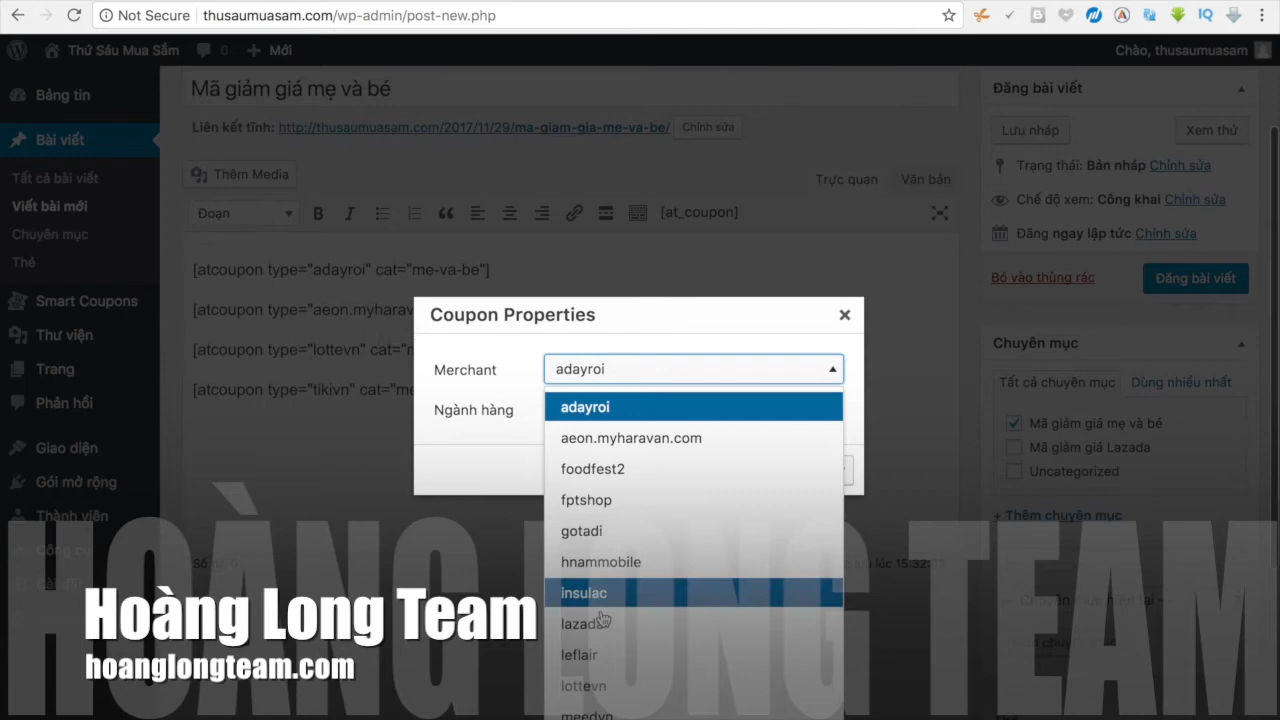 Not Secure
thusaumuasam.com/wp-admin/post-new.php
Thứ Sáu Mua Sắm
0
Mới
Chào, thusaumuasam
Bảng tin
Bài viết
Tất cả bài viết
Viết bài mới
Chuyên mục
Thẻ
Smart Coupons
Thư viện
Trang
Phản hồi
Giao diện
Gói mở rộng
Thành viên
Công cụ
Mã giảm giá mẹ và bé
Liên kết tĩnh: http://thusaumuasam.com/2017/11/29/ma-giam-gia-me-va-be/
Chỉnh sửa
Thêm Media
Trực quan
Văn bản
Đoạn
B I
[at_coupon]
[atcoupon type="adayroi" cat="me-va-be"]
[atcoupon type="aeon.myharav
[atcoupon type="lottevn" cat="m
[atcoupon type="tikivn" cat="me
Coupon Properties
Merchant
adayroi
Ngành hàng
adayroi
aeon.myharavan.com
foodfest2
fptshop
gotadi
hnammobile
insulac
lazada
leflair
lottevn
meedyn
Đăng bài viết
Lưu nháp
Xem thử
Trạng thái: Bản nháp Chỉnh sửa
Chế độ xem: Công khai Chỉnh sửa
Đăng ngay lập tức Chỉnh sửa
Bỏ vào thùng rác
Đăng bài viết
Chuyên mục
Tất cả chuyên mục
Dùng nhiều nhất
Mã giảm giá mẹ và bé
Mã giảm giá Lazada
Uncategorized
+ Thêm chuyên mục
HOÀNG LONG TEAM
Hoàng Long Team
hoanglongteam.com